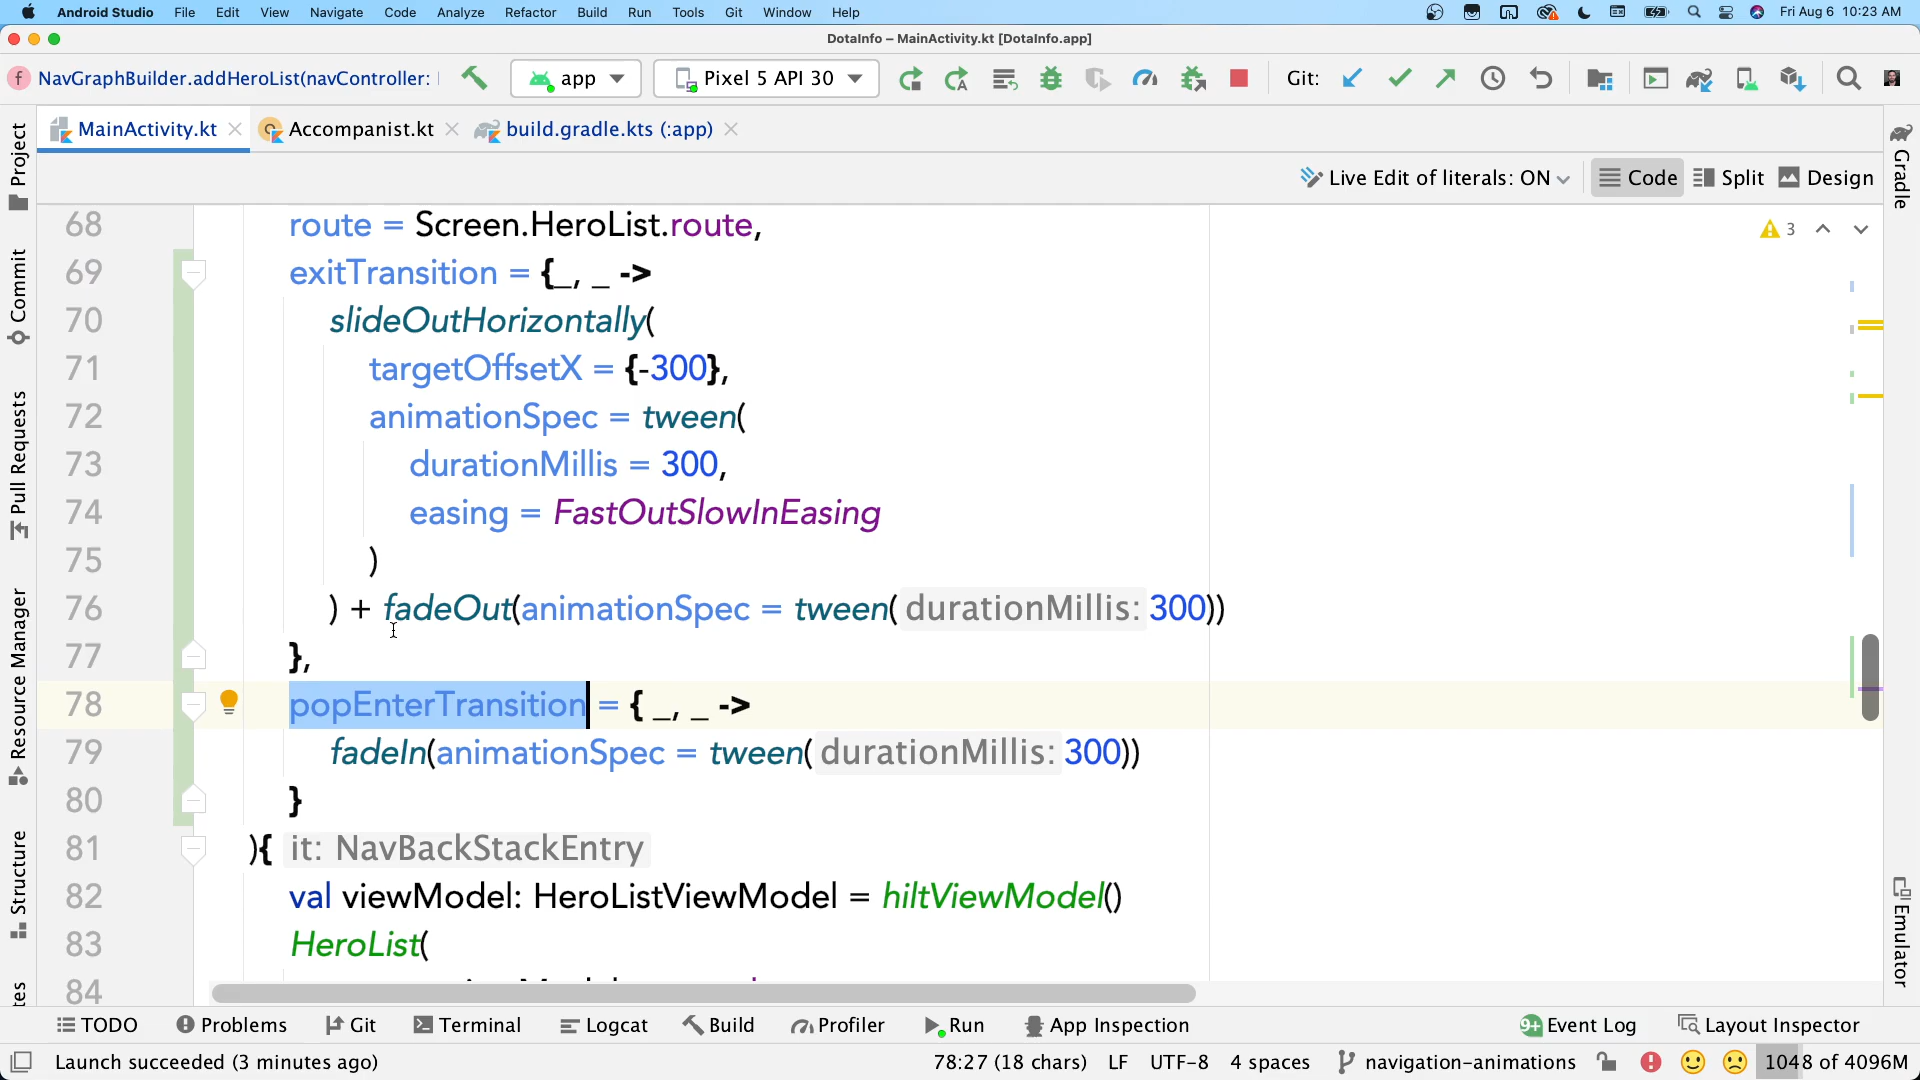 Android Studio File Edit View Navigate Code Analyze Refactor Build Run Tools Git Window Help Fri Aug 6 10:23 AM
DotaInfo – MainActivity.kt [DotaInfo.app]
NavGraphBuilder.addHeroList(navController: app Pixel 5 API 30 Git:
MainActivity.kt Accompanist.kt build.gradle.kts (:app)
Live Edit of literals: ON Code Split Design
Project
Commit
Pull Requests
Resource Manager
Structure
Gradle
Emulator
3
68 route = Screen.HeroList.route,
69 exitTransition = {_, _ ->
70 slideOutHorizontally(
71 targetOffsetX = {-300},
72 animationSpec = tween(
73 durationMillis = 300,
74 easing = FastOutSlowInEasing
75 )
76 ) + fadeOut(animationSpec = tween( durationMillis: 300))
77 },
78 popEnterTransition = { _, _ ->
79 fadeIn(animationSpec = tween( durationMillis: 300))
80 }
81 ){ it: NavBackStackEntry
82 val viewModel: HeroListViewModel = hiltViewModel()
83 HeroList(
84
TODO Problems Git Terminal Logcat Build Profiler Run App Inspection 9+ Event Log Layout Inspector
Launch succeeded (3 minutes ago) 78:27 (18 chars) LF UTF-8 4 spaces navigation-animations 1048 of 4096M